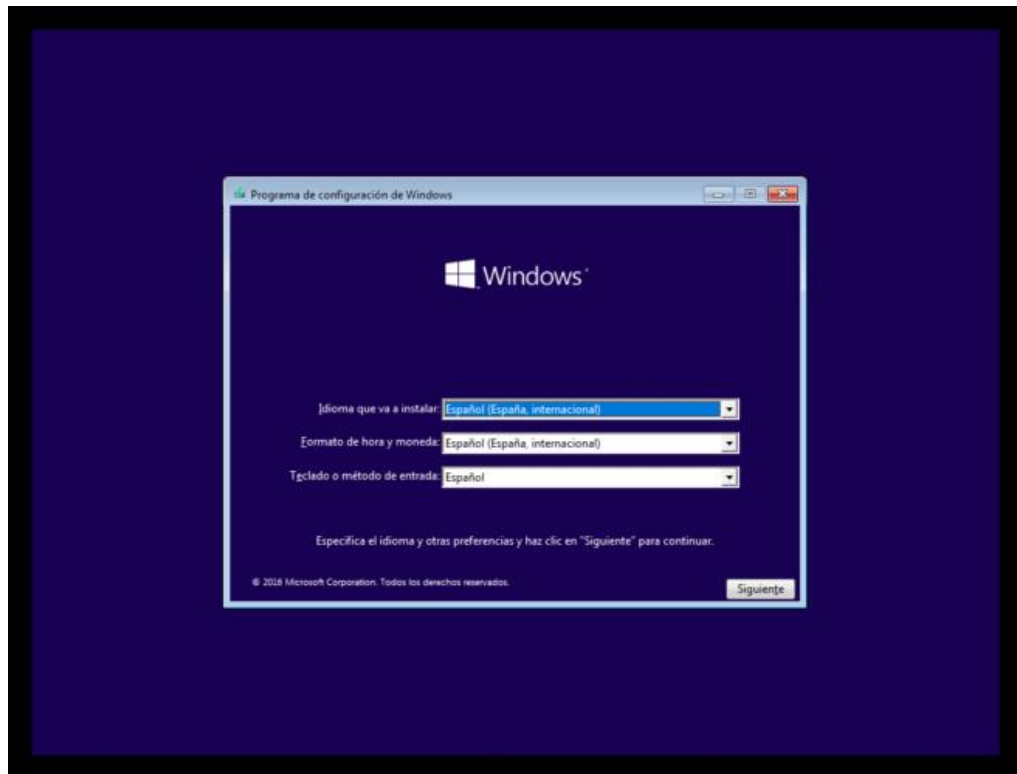 Programa de configuración de Windows
Windows
Idioma que va a instalar: Español (España, internacional)
Formato de hora y moneda: Español (España, internacional)
Teclado o método de entrada: Español
Especifica el idioma y otras preferencias y haz clic en "Siguiente" para continuar.
© 2016 Microsoft Corporation. Todos los derechos reservados.
Siguiente